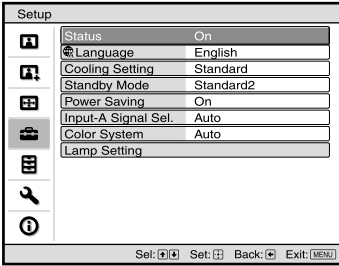 Setup
Status On
Language English
Cooling Setting Standard
Standby Mode Standard2
Power Saving On
Input-A Signal Sel. Auto
Color System Auto
Lamp Setting
Sel: Set: Back: Exit: MENU